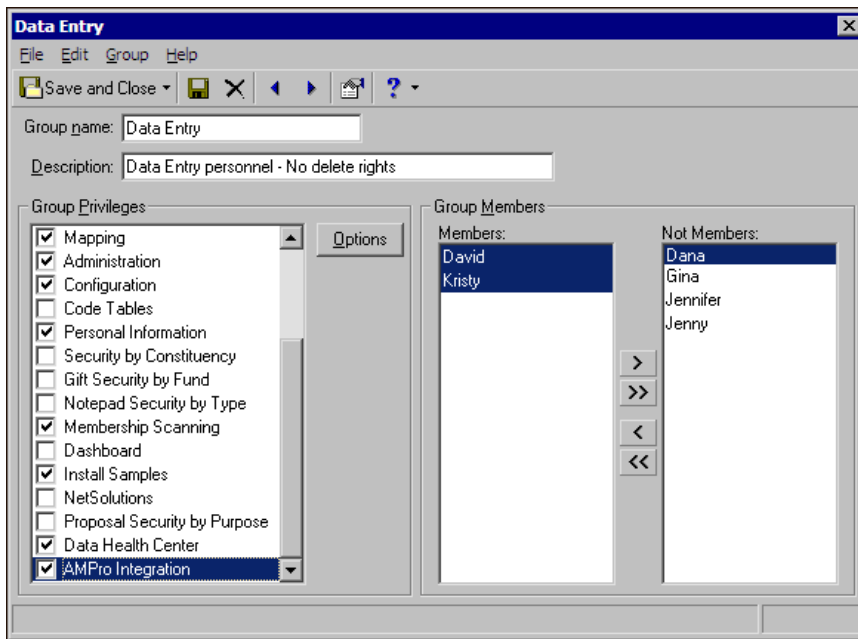 Data Entry
File Edit Group Help
Save and Close
Group name: Data Entry
Description: Data Entry personnel - No delete rights
Group Privileges
Mapping
Administration
Configuration
Code Tables
Personal Information
Security by Constituency
Gift Security by Fund
Notepad Security by Type
Membership Scanning
Dashboard
Install Samples
NetSolutions
Proposal Security by Purpose
Data Health Center
AMPro Integration
Options
Group Members
Members:
David
Kristy
>
>>
<
<<
Not Members:
Dana
Gina
Jennifer
Jenny